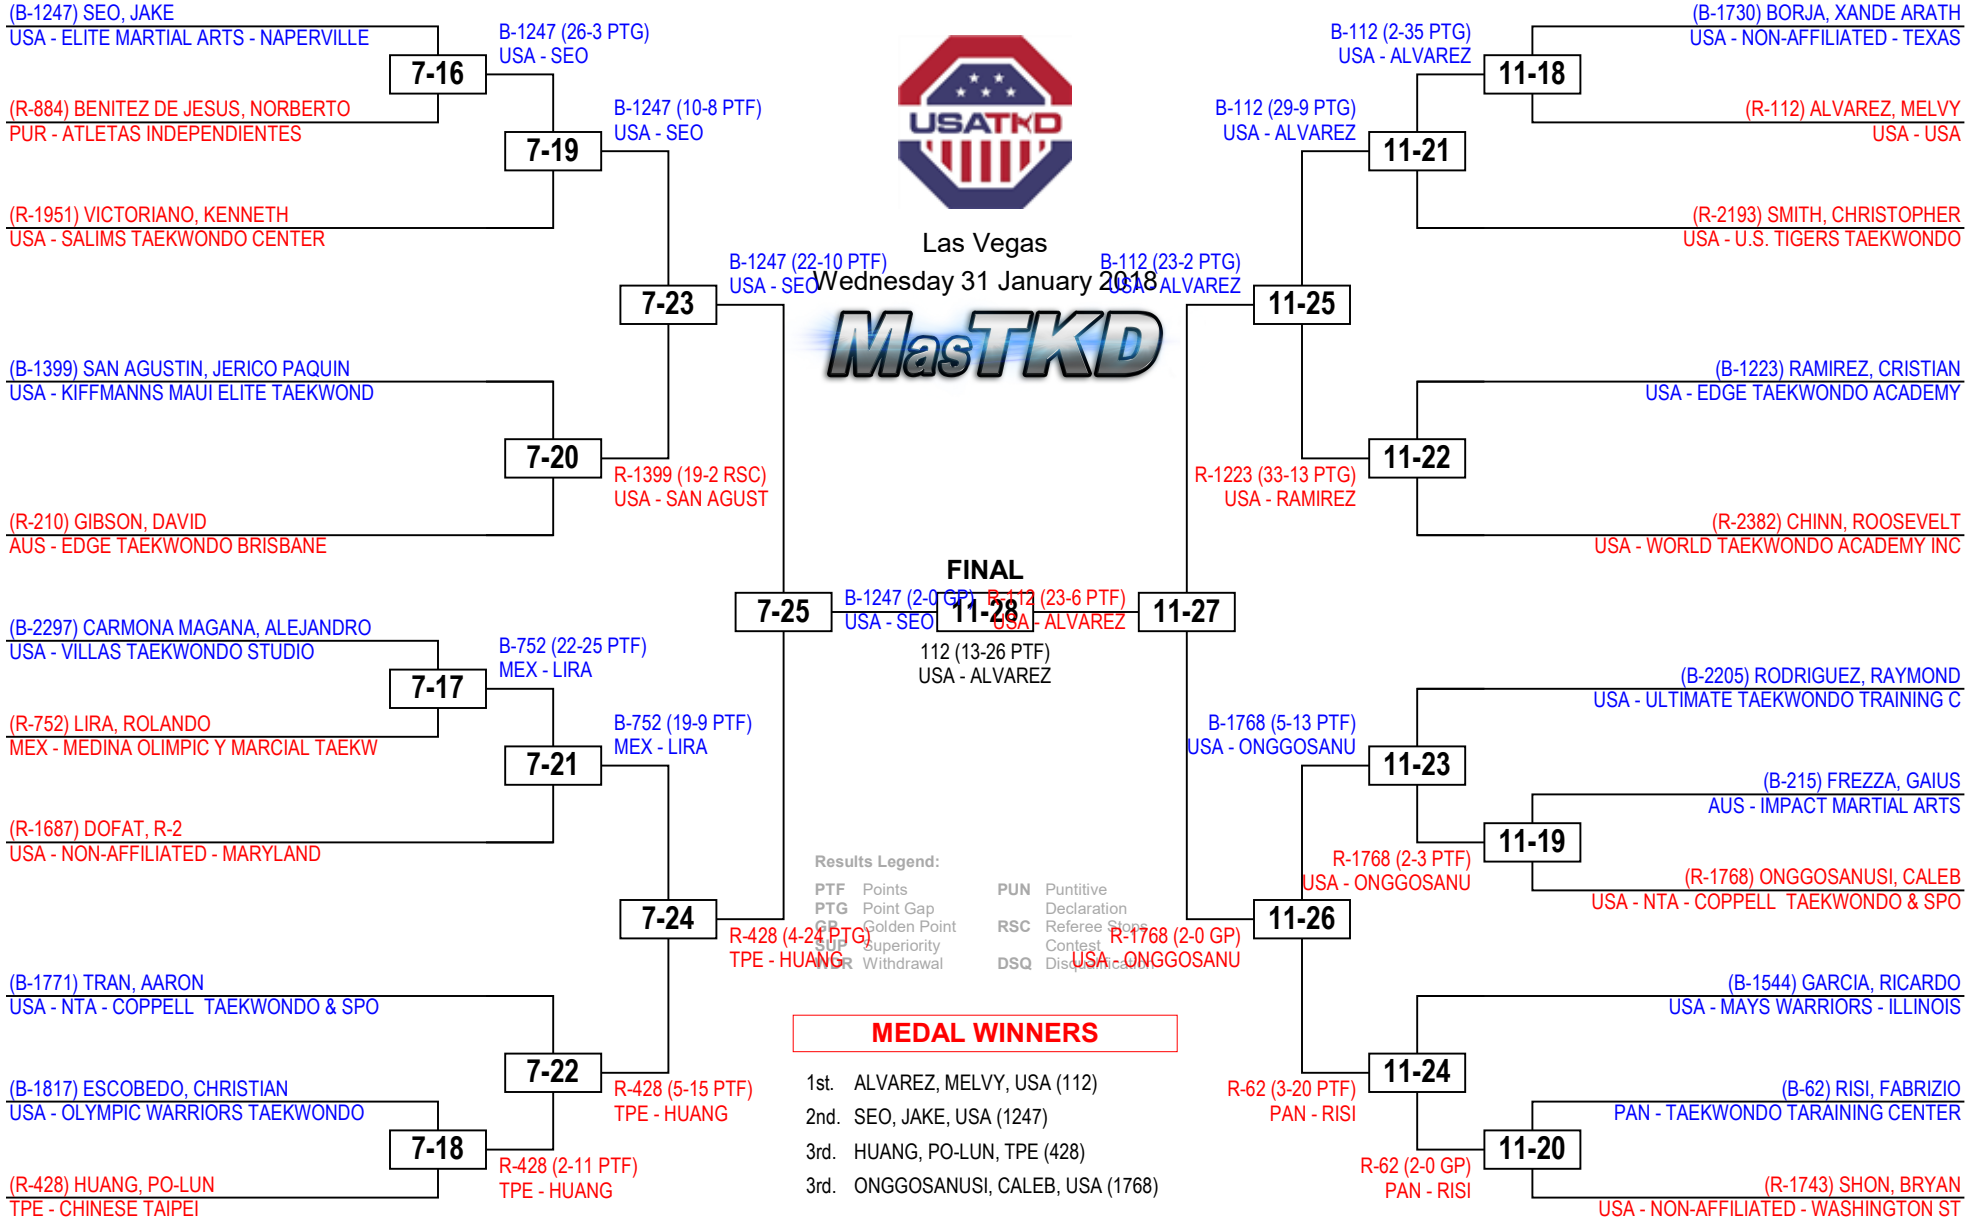 (B-1247) SEO, JAKE
USA - ELITE MARTIAL ARTS - NAPERVILLE
(R-884) BENITEZ DE JESUS, NORBERTO
PUR - ATLETAS INDEPENDIENTES
(R-1951) VICTORIANO, KENNETH
USA - SALIMS TAEKWONDO CENTER
(B-1399) SAN AGUSTIN, JERICO PAQUIN
USA - KIFFMANNS MAUI ELITE TAEKWOND
(R-210) GIBSON, DAVID
AUS - EDGE TAEKWONDO BRISBANE
(B-2297) CARMONA MAGANA, ALEJANDRO
USA - VILLAS TAEKWONDO STUDIO
(R-752) LIRA, ROLANDO
MEX - MEDINA OLIMPIC Y MARCIAL TAEKW
(R-1687) DOFAT, R-2
USA - NON-AFFILIATED - MARYLAND
(B-1771) TRAN, AARON
USA - NTA - COPPELL  TAEKWONDO & SPO
(B-1817) ESCOBEDO, CHRISTIAN
USA - OLYMPIC WARRIORS TAEKWONDO
(R-428) HUANG, PO-LUN
TPE - CHINESE TAIPEI
7-16
B-1247 (26-3 PTG)
USA - SEO
7-17
B-752 (22-25 PTF)
MEX - LIRA
7-18
R-428 (2-11 PTF)
TPE - HUANG
7-19
B-1247 (10-8 PTF)
USA - SEO
7-20
R-1399 (19-2 RSC)
USA - SAN AGUST
7-21
B-752 (19-9 PTF)
MEX - LIRA
7-22
R-428 (5-15 PTF)
TPE - HUANG
7-23
B-1247 (22-10 PTF)
USA - SEO
7-24
R-428 (4-24 PTG)
TPE - HUANG
7-25
B-1247 (2-0 GP)
USA - SEO
USATKD
Las Vegas
Wednesday 31 January 2018
MasTKD
FINAL
11-28
112 (13-26 PTF)
USA - ALVAREZ
R-112 (23-6 PTF)
USA - ALVAREZ
11-27
B-112 (23-2 PTG)
USA - ALVAREZ
11-25
R-1768 (2-0 GP)
USA - ONGGOSANU
11-26
B-112 (29-9 PTG)
USA - ALVAREZ
11-21
R-1223 (33-13 PTG)
USA - RAMIREZ
11-22
B-1768 (5-13 PTF)
USA - ONGGOSANU
11-23
R-62 (3-20 PTF)
PAN - RISI
11-24
B-112 (2-35 PTG)
USA - ALVAREZ
11-18
R-1768 (2-3 PTF)
USA - ONGGOSANU
11-19
R-62 (2-0 GP)
PAN - RISI
11-20
(B-1730) BORJA, XANDE ARATH
USA - NON-AFFILIATED - TEXAS
(R-112) ALVAREZ, MELVY
USA - USA
(R-2193) SMITH, CHRISTOPHER
USA - U.S. TIGERS TAEKWONDO
(B-1223) RAMIREZ, CRISTIAN
USA - EDGE TAEKWONDO ACADEMY
(R-2382) CHINN, ROOSEVELT
USA - WORLD TAEKWONDO ACADEMY INC
(B-2205) RODRIGUEZ, RAYMOND
USA - ULTIMATE TAEKWONDO TRAINING C
(B-215) FREZZA, GAIUS
AUS - IMPACT MARTIAL ARTS
(R-1768) ONGGOSANUSI, CALEB
USA - NTA - COPPELL  TAEKWONDO & SPO
(B-1544) GARCIA, RICARDO
USA - MAYS WARRIORS - ILLINOIS
(B-62) RISI, FABRIZIO
PAN - TAEKWONDO TARAINING CENTER
(R-1743) SHON, BRYAN
USA - NON-AFFILIATED - WASHINGTON ST
Results Legend:
PTF Points
PTG Point Gap
GP Golden Point
SUP Superiority
WDR Withdrawal
PUN Puntitive
Declaration
RSC Referee Stops
Contest
DSQ Disqualification
MEDAL WINNERS
1st. ALVAREZ, MELVY, USA (112)
2nd. SEO, JAKE, USA (1247)
3rd. HUANG, PO-LUN, TPE (428)
3rd. ONGGOSANUSI, CALEB, USA (1768)